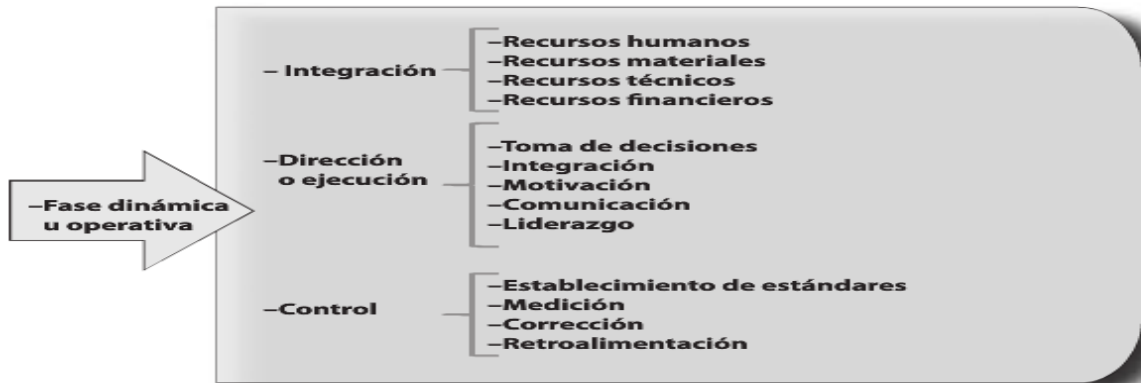 –Fase dinámica
u operativa
– Integración
–Recursos humanos
–Recursos materiales
–Recursos técnicos
–Recursos financieros
–Dirección
o ejecución
–Toma de decisiones
–Integración
–Motivación
–Comunicación
–Liderazgo
–Control
–Establecimiento de estándares
–Medición
–Corrección
–Retroalimentación